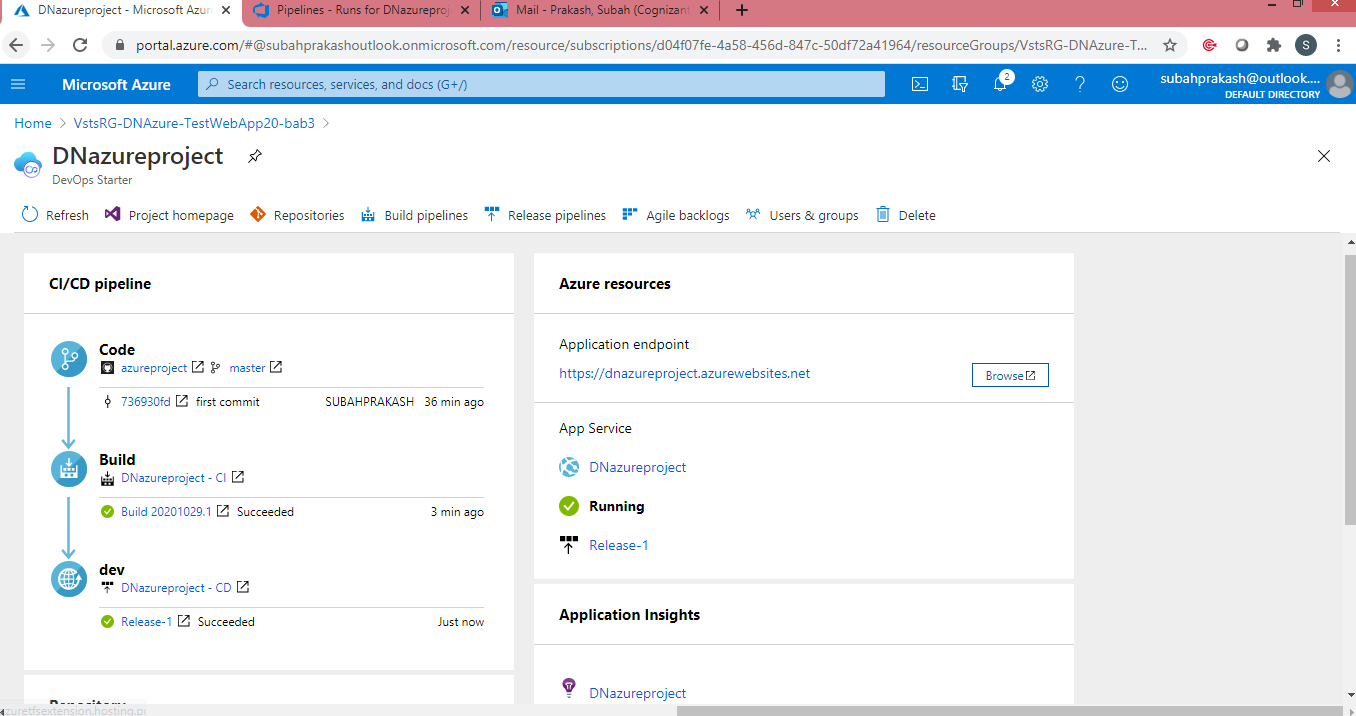 DNazureproject - Microsoft Azur
Pipelines - Runs for DNazureproj
Mail - Prakash, Subah (Cognizant
portal.azure.com/#@subahprakashoutlook.onmicrosoft.com/resource/subscriptions/d04f07fe-4a58-456d-847c-50df72a41964/resourceGroups/VstsRG-DNAzure-T...
S
Microsoft Azure
Search resources, services, and docs (G+/)
2
subahprakash@outlook....
DEFAULT DIRECTORY
Home > VstsRG-DNAzure-TestWebApp20-bab3 >
DNazureproject
DevOps Starter
Refresh Project homepage Repositories Build pipelines Release pipelines Agile backlogs Users & groups Delete
CI/CD pipeline
Code
azureproject master
736930fd first commit SUBAHPRAKASH 36 min ago
Build
DNazureproject - CI
Build 20201029.1 Succeeded 3 min ago
dev
DNazureproject - CD
Release-1 Succeeded Just now
Repository
Azure resources
Application endpoint
https://dnazureproject.azurewebsites.net
Browse
App Service
DNazureproject
Running
Release-1
Application Insights
DNazureproject